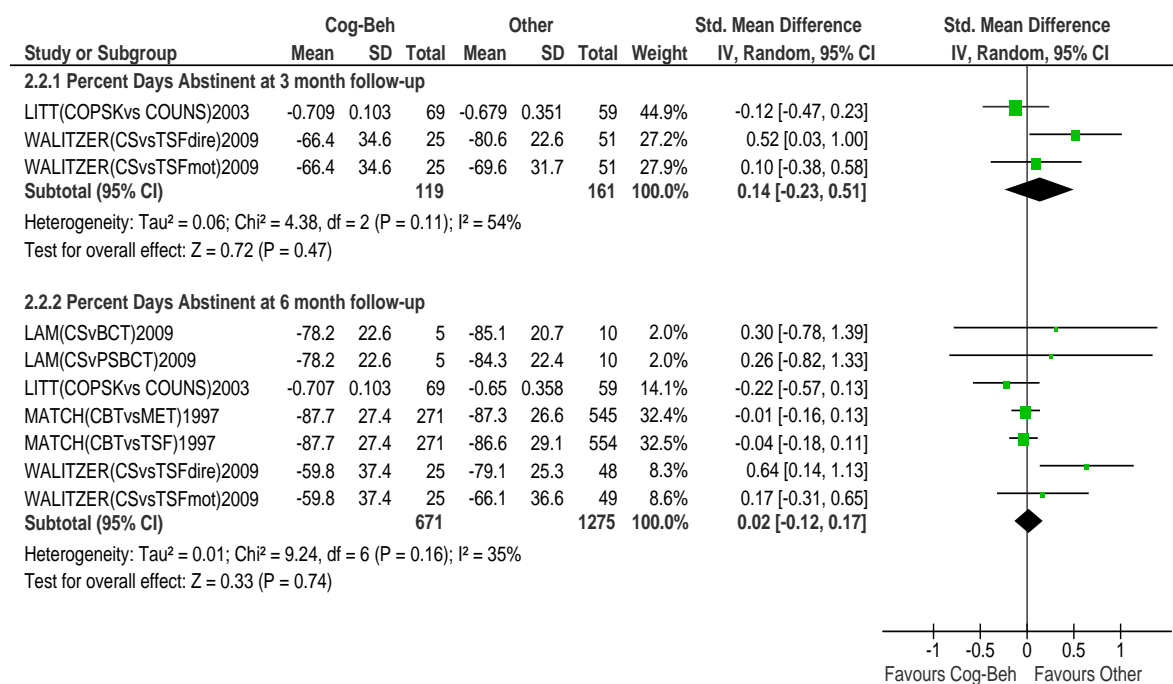 Cog-Beh Other Std. Mean Difference Std. Mean Difference
Study or Subgroup Mean SD Total Mean SD Total Weight IV, Random, 95% CI IV, Random, 95% CI
2.2.1 Percent Days Abstinent at 3 month follow-up
LITT(COPSKvs COUNS)2003 -0.709 0.103 69 -0.679 0.351 59 44.9% -0.12 [-0.47, 0.23]
WALITZER(CSvsTSFdire)2009 -66.4 34.6 25 -80.6 22.6 51 27.2% 0.52 [0.03, 1.00]
WALITZER(CSvsTSFmot)2009 -66.4 34.6 25 -69.6 31.7 51 27.9% 0.10 [-0.38, 0.58]
Subtotal (95% CI) 119 161 100.0% 0.14 [-0.23, 0.51]
Heterogeneity: Tau² = 0.06; Chi² = 4.38, df = 2 (P = 0.11); I² = 54%
Test for overall effect: Z = 0.72 (P = 0.47)
2.2.2 Percent Days Abstinent at 6 month follow-up
LAM(CSvBCT)2009 -78.2 22.6 5 -85.1 20.7 10 2.0% 0.30 [-0.78, 1.39]
LAM(CSvPSBCT)2009 -78.2 22.6 5 -84.3 22.4 10 2.0% 0.26 [-0.82, 1.33]
LITT(COPSKvs COUNS)2003 -0.707 0.103 69 -0.65 0.358 59 14.1% -0.22 [-0.57, 0.13]
MATCH(CBTvsMET)1997 -87.7 27.4 271 -87.3 26.6 545 32.4% -0.01 [-0.16, 0.13]
MATCH(CBTvsTSF)1997 -87.7 27.4 271 -86.6 29.1 554 32.5% -0.04 [-0.18, 0.11]
WALITZER(CSvsTSFdire)2009 -59.8 37.4 25 -79.1 25.3 48 8.3% 0.64 [0.14, 1.13]
WALITZER(CSvsTSFmot)2009 -59.8 37.4 25 -66.1 36.6 49 8.6% 0.17 [-0.31, 0.65]
Subtotal (95% CI) 671 1275 100.0% 0.02 [-0.12, 0.17]
Heterogeneity: Tau² = 0.01; Chi² = 9.24, df = 6 (P = 0.16); I² = 35%
Test for overall effect: Z = 0.33 (P = 0.74)
-1 -0.5 0 0.5 1
Favours Cog-Beh Favours Other